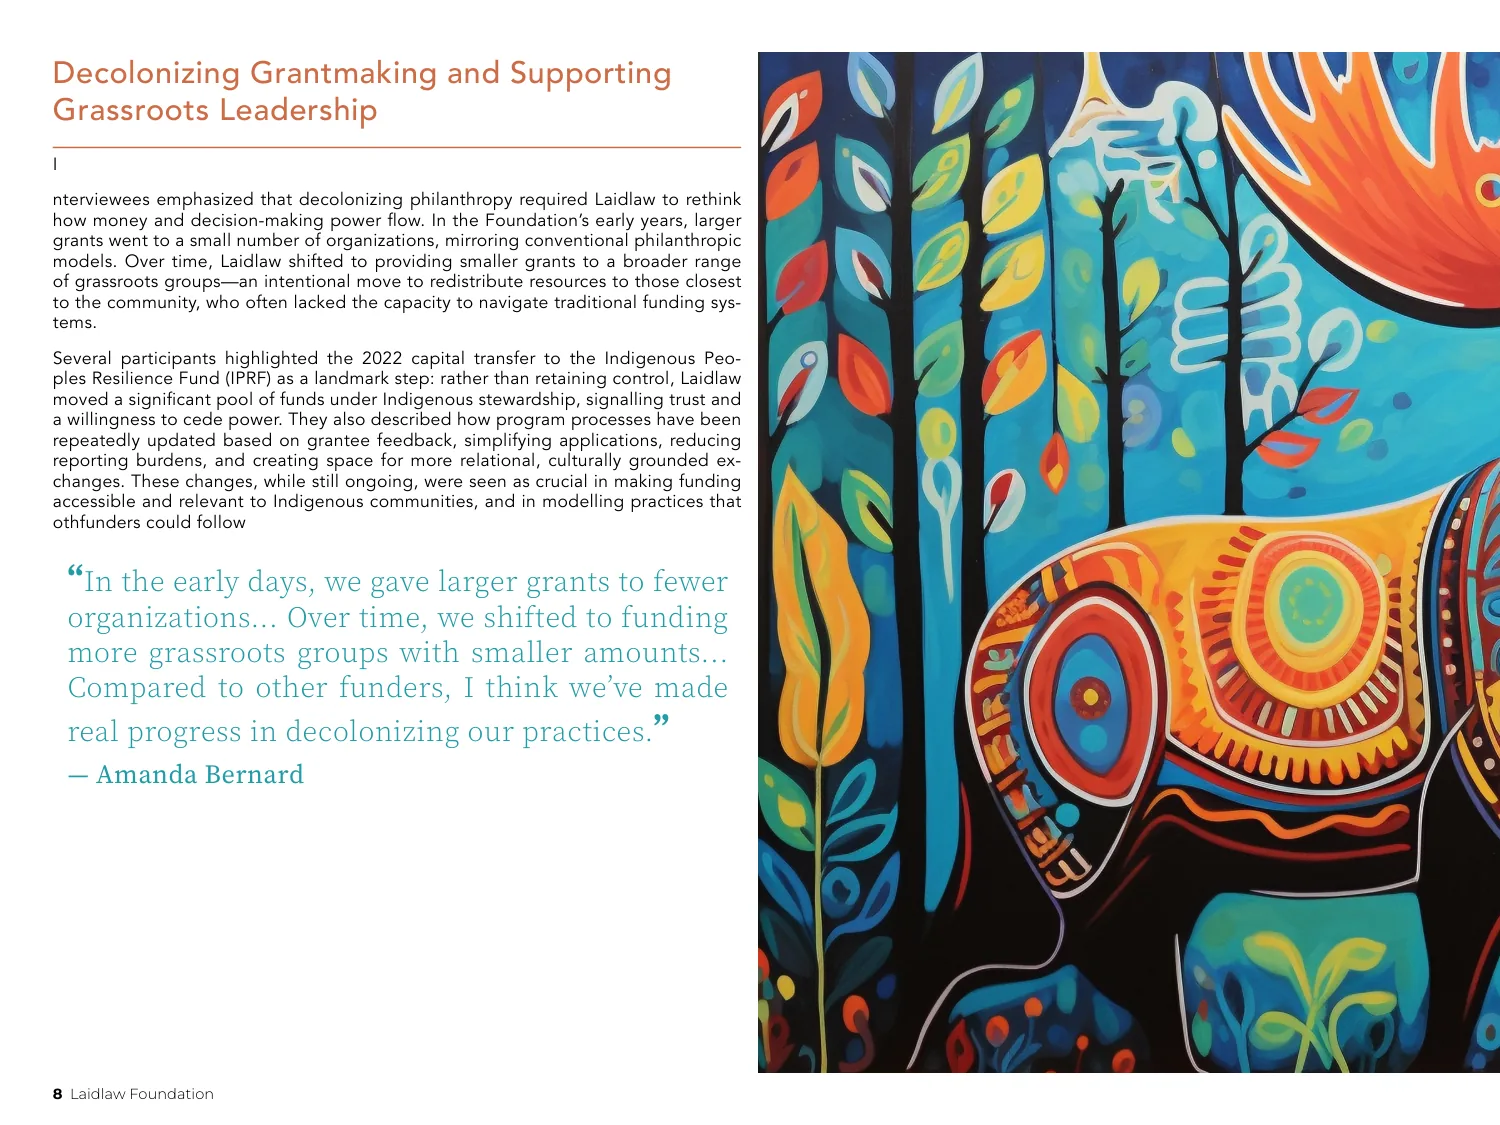 Decolonizing Grantmaking and Supporting
Grassroots Leadership
I
nterviewees emphasized that decolonizing philanthropy required Laidlaw to rethink
how money and decision-making power flow. In the Foundation’s early years, larger
grants went to a small number of organizations, mirroring conventional philanthropic
models. Over time, Laidlaw shifted to providing smaller grants to a broader range
of grassroots groups—an intentional move to redistribute resources to those closest
to the community, who often lacked the capacity to navigate traditional funding sys-
tems.
Several participants highlighted the 2022 capital transfer to the Indigenous Peo-
ples Resilience Fund (IPRF) as a landmark step: rather than retaining control, Laidlaw
moved a significant pool of funds under Indigenous stewardship, signalling trust and
a willingness to cede power. They also described how program processes have been
repeatedly updated based on grantee feedback, simplifying applications, reducing
reporting burdens, and creating space for more relational, culturally grounded ex-
changes. These changes, while still ongoing, were seen as crucial in making funding
accessible and relevant to Indigenous communities, and in modelling practices that
othfunders could follow
“In the early days, we gave larger grants to fewer
organizations… Over time, we shifted to funding
more grassroots groups with smaller amounts…
Compared to other funders, I think we’ve made
real progress in decolonizing our practices.”
— Amanda Bernard
8 Laidlaw Foundation